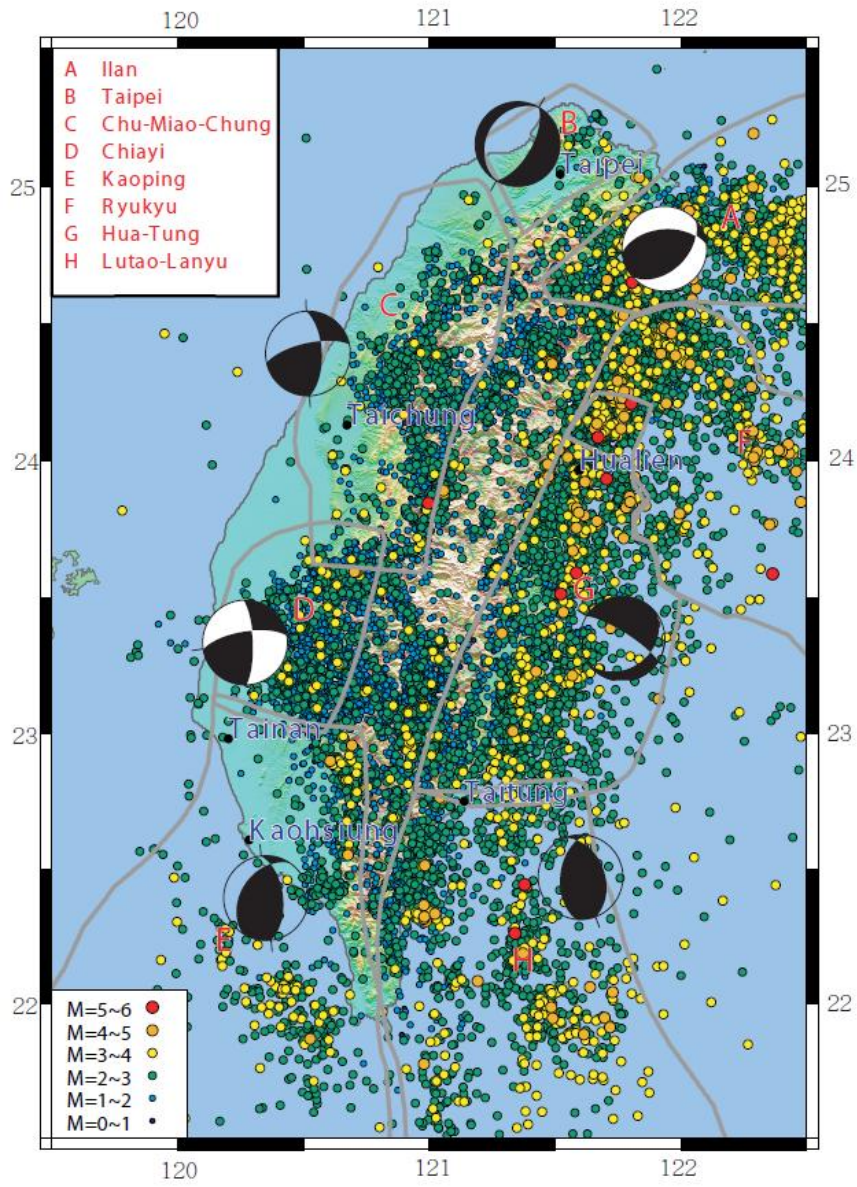 120 121 122
A Ilan
B Taipei
C Chu-Miao-Chung
D Chiayi
E Kaoping
F Ryukyu
G Hua-Tung
H Lutao-Lanyu
B
Taipei
25 25
A
C
Taichung
F
24 24
Hualien
G
D
23 23
Tainan
Taitung
Kaohsiung
E
H
22 22
M=5~6
M=4~5
M=3~4
M=2~3
M=1~2
M=0~1
120 121 122